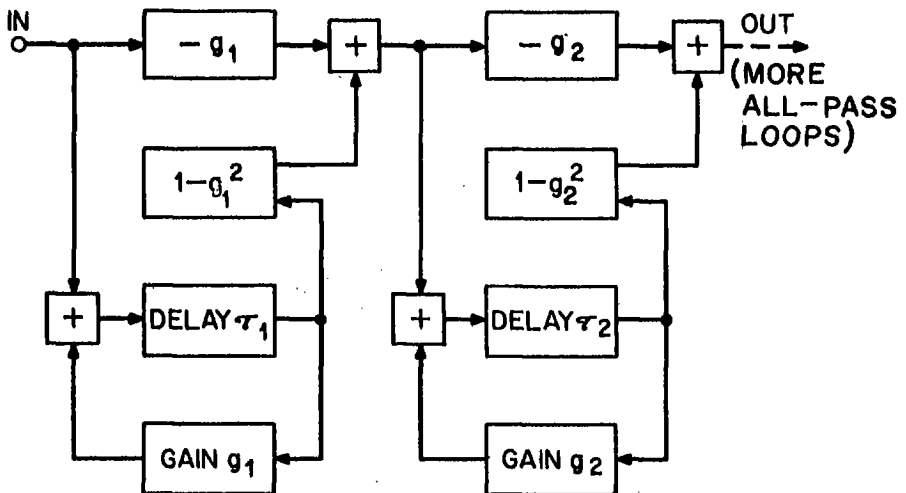 IN
-g₁
+
-g₂
+
OUT
(MORE
ALL-PASS
LOOPS)
1-g₁²
1-g₂²
+
DELAY τ₁
+
DELAY τ₂
GAIN g₁
GAIN g₂